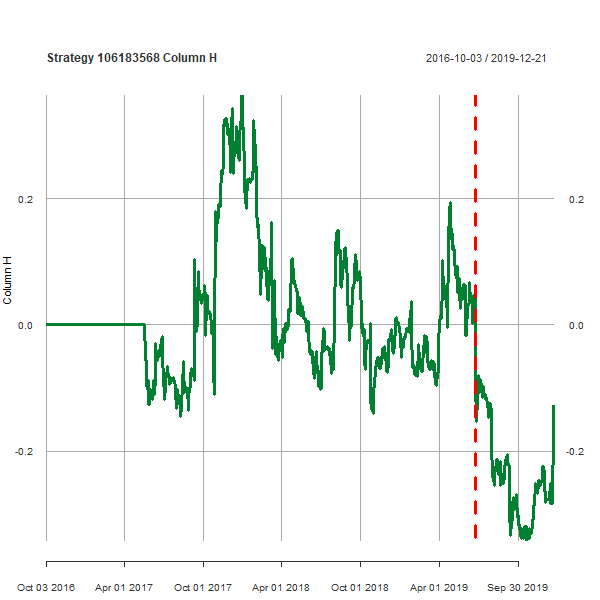 Strategy 106183568 Column H
2016-10-03 / 2019-12-21
0.2
0.2
Column H
0.0
0.0
-0.2
-0.2
Oct 03 2016
Apr 01 2017
Oct 01 2017
Apr 01 2018
Oct 01 2018
Apr 01 2019
Sep 30 2019